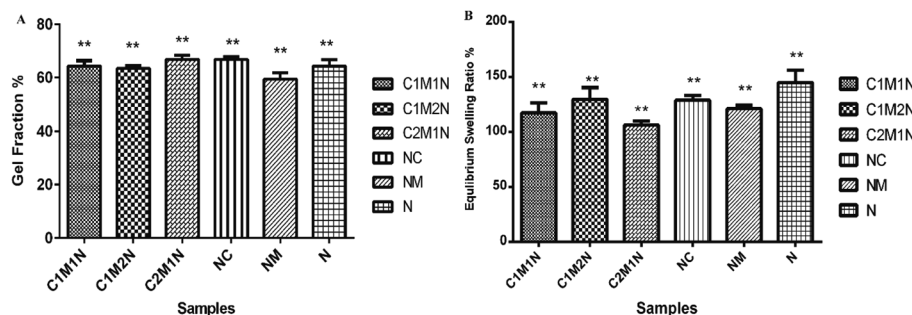 A
Gel Fraction %
80
60
40
20
0
** ** ** ** ** **
C1M1N C1M2N C2M1N NC NM N
Samples
C1M1N
C1M2N
C2M1N
NC
NM
N
B
Equlibrium Swelling Ratio %
200
150
100
50
0
** ** ** ** ** **
C1M1N C1M2N C2M1N NC NM N
Samples
C1M1N
C1M2N
C2M1N
NC
NM
N